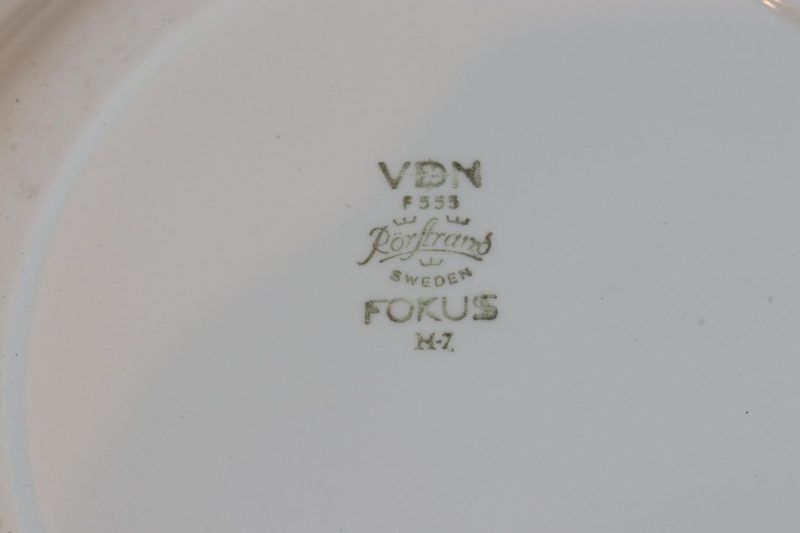 VDN
F 555
Rörstrand
SWEDEN
FOKUS
M-7.